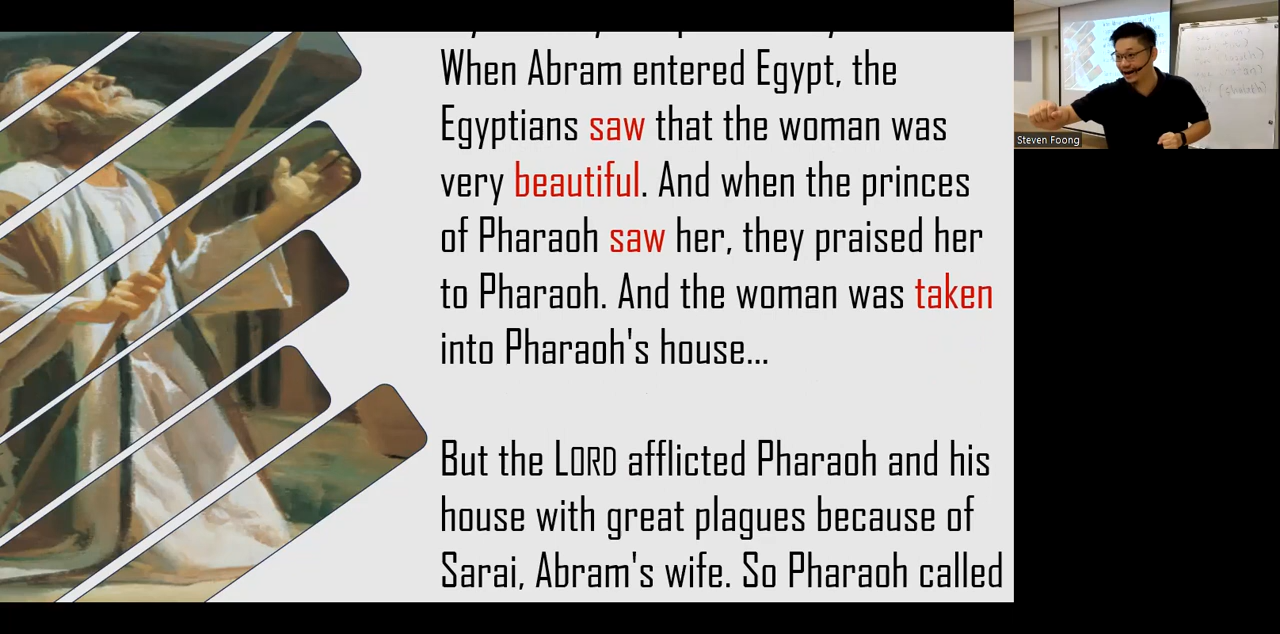 When Abram entered Egypt, the
Egyptians saw that the woman was
very beautiful. And when the princes
of Pharaoh saw her, they praised her
to Pharaoh. And the woman was taken
into Pharaoh's house...
But the LORD afflicted Pharaoh and his
house with great plagues because of
Sarai, Abram's wife. So Pharaoh called
Steven Foong